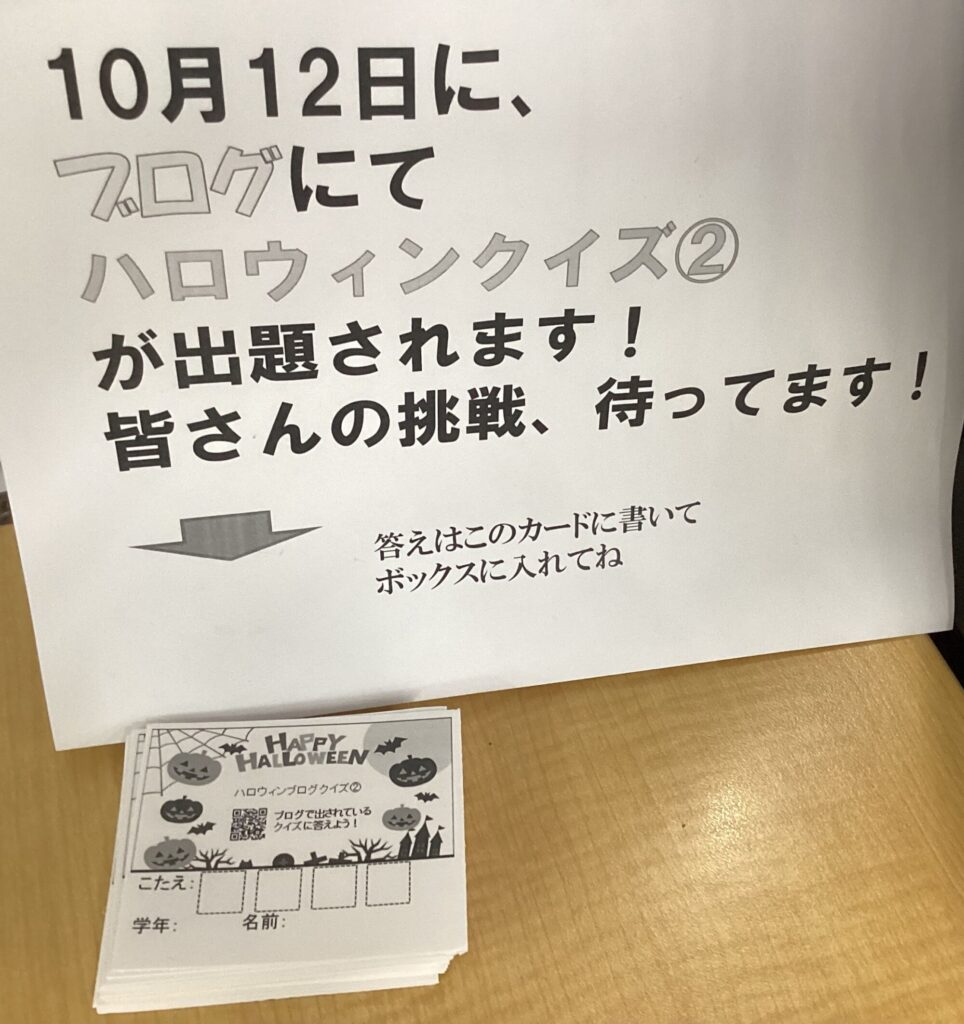 10月12日に、
ブログにて
ハロウィンクイズ②
が出題されます！
皆さんの挑戦、待ってます！
答えはこのカードに書いて
ボックスに入れてね
HAPPY
HALLOWEEN
ハロウィンブログクイズ②
ブログで出されている
クイズに答えよう！
こたえ：
学年： 名前：